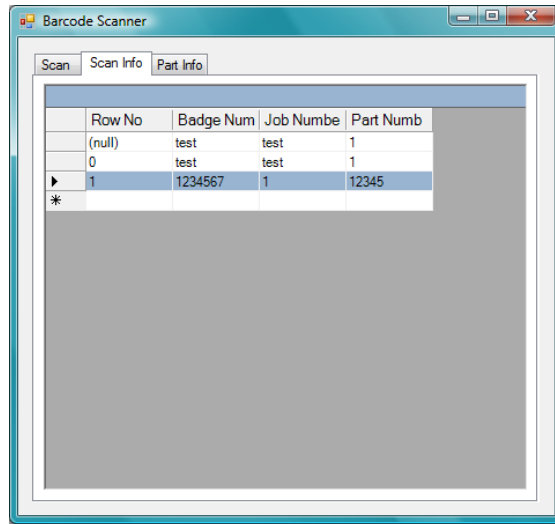 Barcode Scanner
Scan Scan Info Part Info
Row No Badge Num Job Numbe Part Numb
(null) test test 1
0 test test 1
1 1234567 1 12345